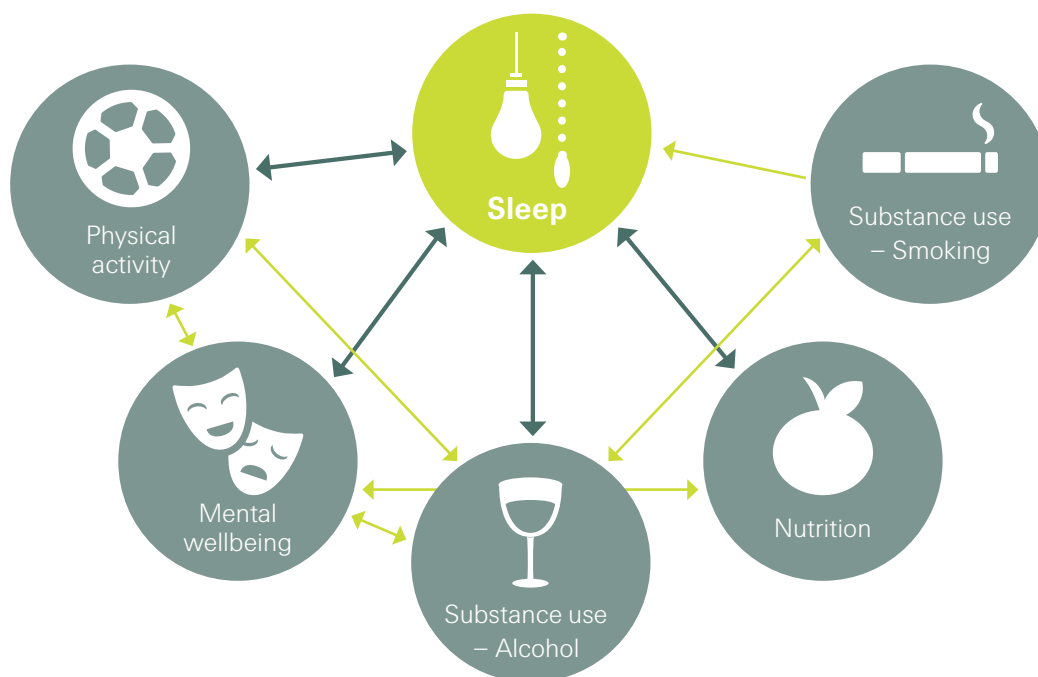 Sleep
Physical
activity
Substance use
– Smoking
Mental
wellbeing
Nutrition
Substance use
– Alcohol